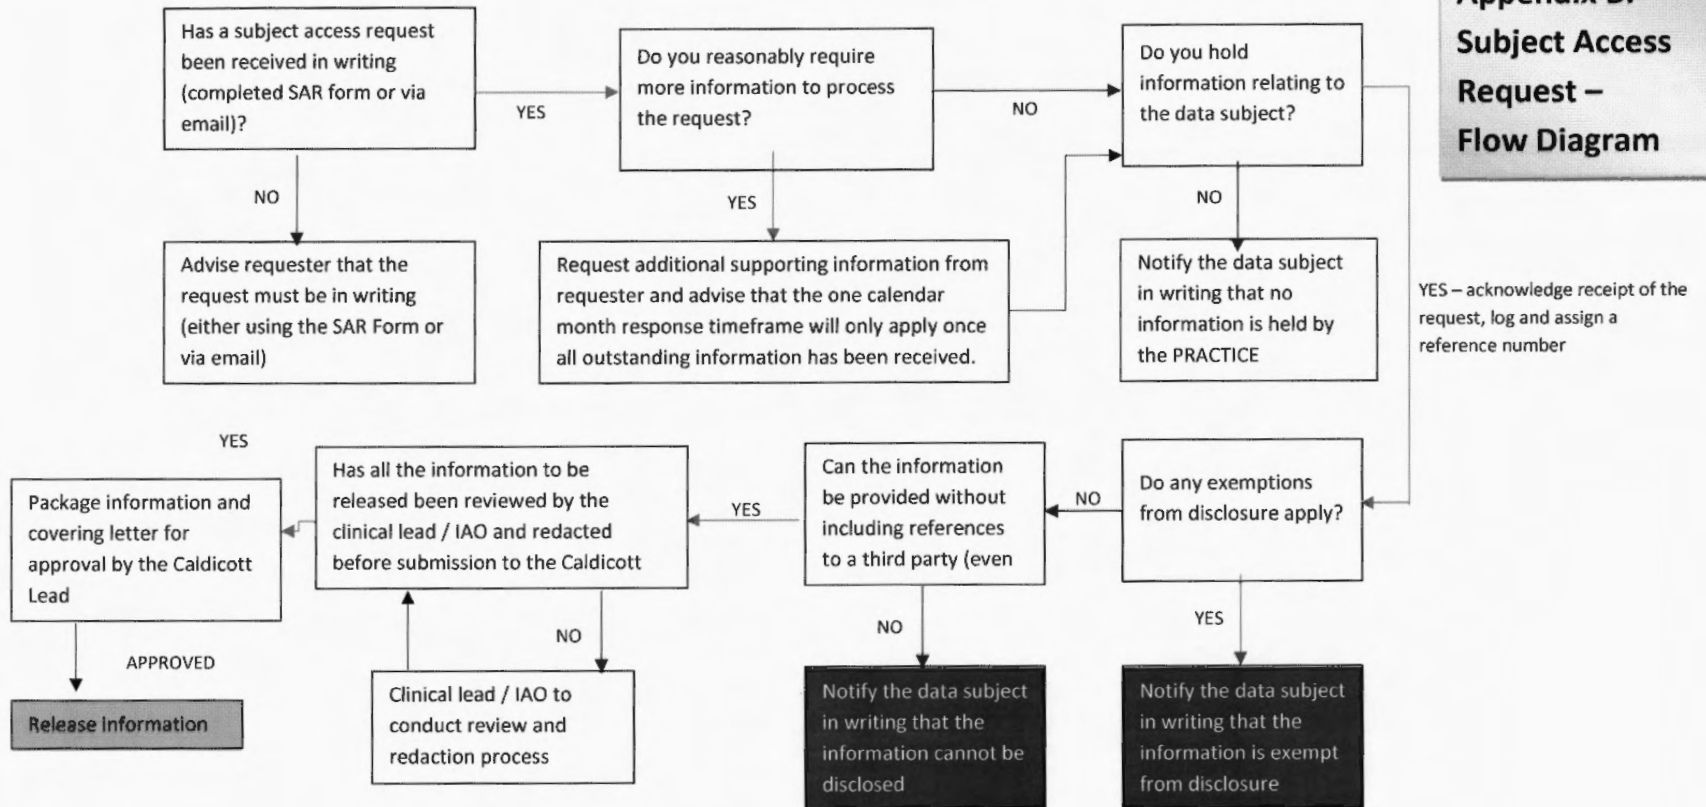 Subject Access
Request –
Flow Diagram
Has a subject access request
been received in writing
(completed SAR form or via
email)?
YES
Do you reasonably require
more information to process
the request?
NO
Do you hold
information relating to
the data subject?
NO
YES
NO
Advise requester that the
request must be in writing
(either using the SAR Form or
via email)
Request additional supporting information from
requester and advise that the one calendar
month response timeframe will only apply once
all outstanding information has been received.
Notify the data subject
in writing that no
information is held by
the PRACTICE
YES – acknowledge receipt of the
request, log and assign a
reference number
Do any exemptions
from disclosure apply?
NO
Can the information
be provided without
including references
to a third party (even
YES
Has all the information to be
released been reviewed by the
clinical lead / IAO and redacted
before submission to the Caldicott
YES
Package information and
covering letter for
approval by the Caldicott
Lead
APPROVED
Release information
NO
Clinical lead / IAO to
conduct review and
redaction process
NO
Notify the data subject
in writing that the
information cannot be
disclosed
YES
Notify the data subject
in writing that the
information is exempt
from disclosure